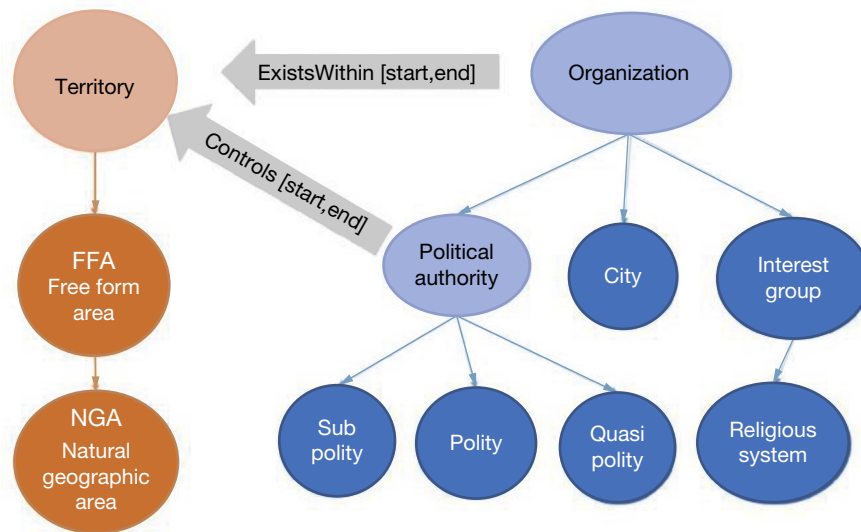 Territory
ExistsWithin [start,end]
Organization
Controls [start,end]
FFA
Free form
area
Political
authority
City
Interest
group
NGA
Natural
geographic
area
Sub
polity
Polity
Quasi
polity
Religious
system